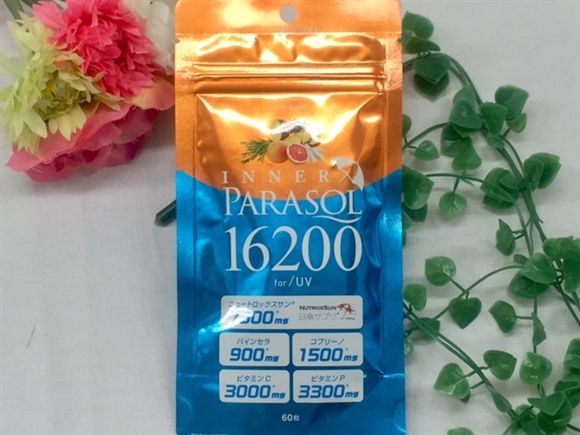 INNER
PARASOL
16200
for/UV
ニュートロックスサン®
7500mg
NUTROXSUN
日傘サプリ®
パインセラ
900mg
コプリーノ
1500mg
ビタミンC
3000mg
ビタミンP
3300mg
60粒